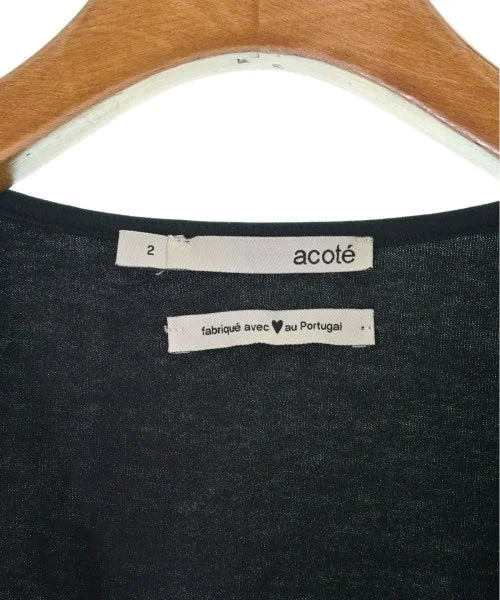 2
acoté
fabriqué avec ♥ au Portugal